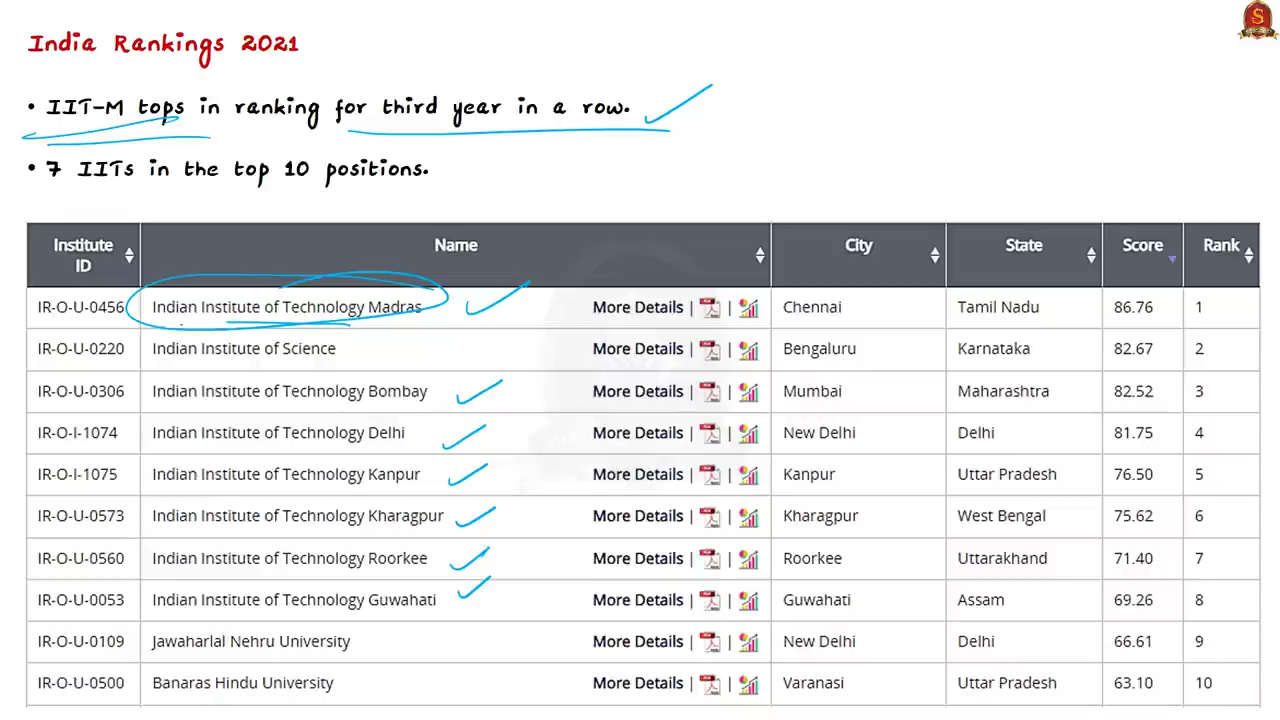 India Rankings 2021
• IIT-M tops in ranking for third year in a row.
• 7 IITs in the top 10 positions.
Institute ID Name City State Score Rank
IR-O-U-0456 Indian Institute of Technology Madras More Details | | Chennai Tamil Nadu 86.76 1
IR-O-U-0220 Indian Institute of Science More Details | | Bengaluru Karnataka 82.67 2
IR-O-U-0306 Indian Institute of Technology Bombay More Details | | Mumbai Maharashtra 82.52 3
IR-O-I-1074 Indian Institute of Technology Delhi More Details | | New Delhi Delhi 81.75 4
IR-O-I-1075 Indian Institute of Technology Kanpur More Details | | Kanpur Uttar Pradesh 76.50 5
IR-O-U-0573 Indian Institute of Technology Kharagpur More Details | | Kharagpur West Bengal 75.62 6
IR-O-U-0560 Indian Institute of Technology Roorkee More Details | | Roorkee Uttarakhand 71.40 7
IR-O-U-0053 Indian Institute of Technology Guwahati More Details | | Guwahati Assam 69.26 8
IR-O-U-0109 Jawaharlal Nehru University More Details | | New Delhi Delhi 66.61 9
IR-O-U-0500 Banaras Hindu University More Details | | Varanasi Uttar Pradesh 63.10 10